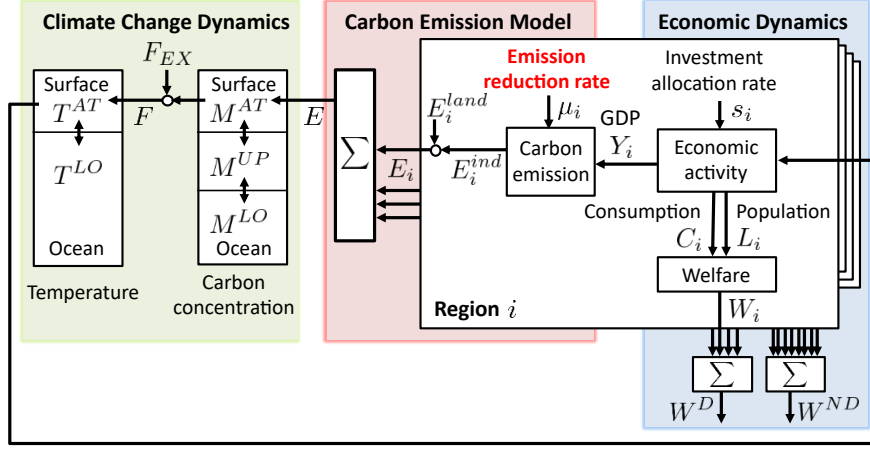 Climate Change Dynamics
Carbon Emission Model
Economic Dynamics
F_{EX}
Surface
T^{AT}
T^{LO}
Ocean
Temperature
F
Surface
M^{AT}
M^{UP}
M^{LO}
Ocean
Carbon
concentration
E
∑
E_i
E_i^{land}
E_i^{ind}
Emission
reduction rate
μ_i
Carbon
emission
GDP
Y_i
Investment
allocation rate
s_i
Economic
activity
Consumption
C_i
Population
L_i
Welfare
W_i
Region i
∑
∑
W^D
W^{ND}